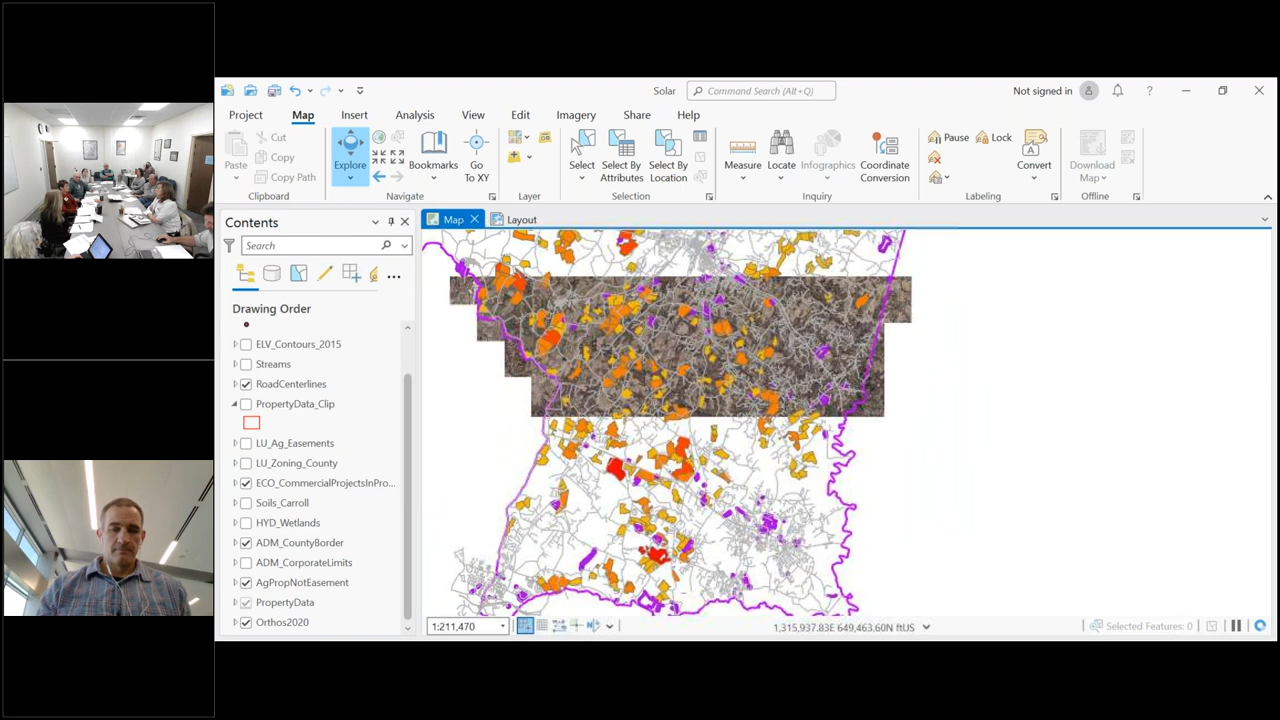 Solar
Command Search (Alt+Q)
Not signed in
?
Project
Map
Insert
Analysis
View
Edit
Imagery
Share
Help
Paste
Cut
Copy
Copy Path
Clipboard
Explore
Bookmarks
Go
To XY
Navigate
Layer
Select
Select By
Attributes
Select By
Location
Selection
Measure
Locate
Infographics
Coordinate
Conversion
Inquiry
Pause
Lock
Convert
Labeling
Download
Map
Offline
Contents
Search
Drawing Order
ELV_Contours_2015
Streams
RoadCenterlines
PropertyData_Clip
LU_Ag_Easements
LU_Zoning_County
ECO_CommercialProjectsInPro...
Soils_Carroll
HYD_Wetlands
ADM_CountyBorder
ADM_CorporateLimits
AgPropNotEasement
PropertyData
Orthos2020
Map
Layout
1:211,470
1,315,937.83E 649,463.60N ftUS
Selected Features: 0